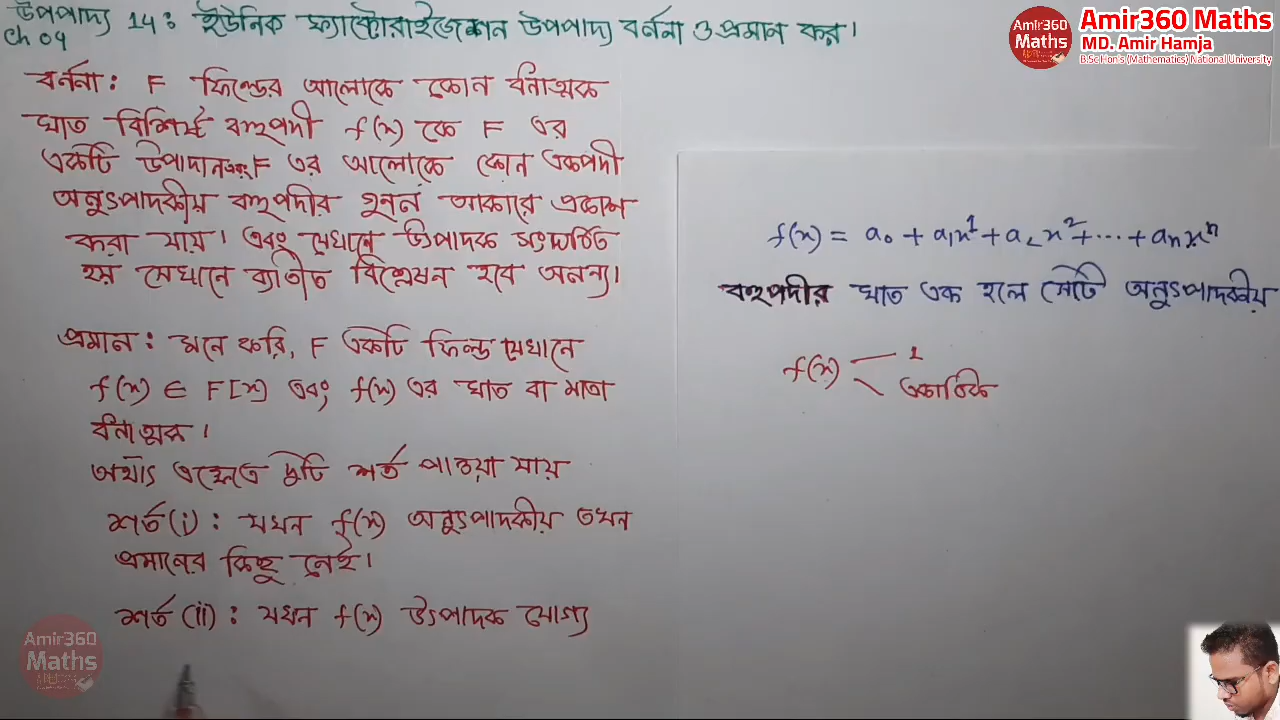 উপপাদ্য 14: ইউনিক ফ্যাক্টোরাইজেশন উপপাদ্য বর্ননা ও প্রমান কর।
Ch 04
Amir360 Maths
MD. Amir Hamja
B.Sc Hon's (Mathematics) National University
Amir360
Maths
বর্ননা: F ফিল্ডের আলোকে কোন ধনাত্মক
ঘাত বিশিষ্ট বহুপদী f(x) কে F এর
একটি উপাদান এবং F এর আলোকে কোন একপদী
অনুৎপাদকীয় বহুপদীর গুনন আকারে প্রকাশ
করা যায়। এবং যেখানে উৎপাদক সংঘটিত
হয় সেখানে ব্যাতীত বিশ্লেষন হবে অনন্য।
প্রমান: মনে করি, F একটি ফিল্ড যেখানে
f(x) ∈ F[x] এবং f(x) এর ঘাত বা মাত্রা
ধনাত্মক।
অর্থাৎ এক্ষেত্রে দুটি শর্ত পাওয়া যায়
শর্ত (i): যখন f(x) অনুৎপাদকীয় তখন
প্রমানের কিছু নেই।
শর্ত (ii): যখন f(x) উৎপাদক যোগ্য
f(x) = a₀ + a₁x¹ + a₂x² + ... + aₙxⁿ
বহুপদীর ঘাত এক হলে সেটি অনুৎপাদকীয়
f(x) 1
একাধিক
Amir360
Maths